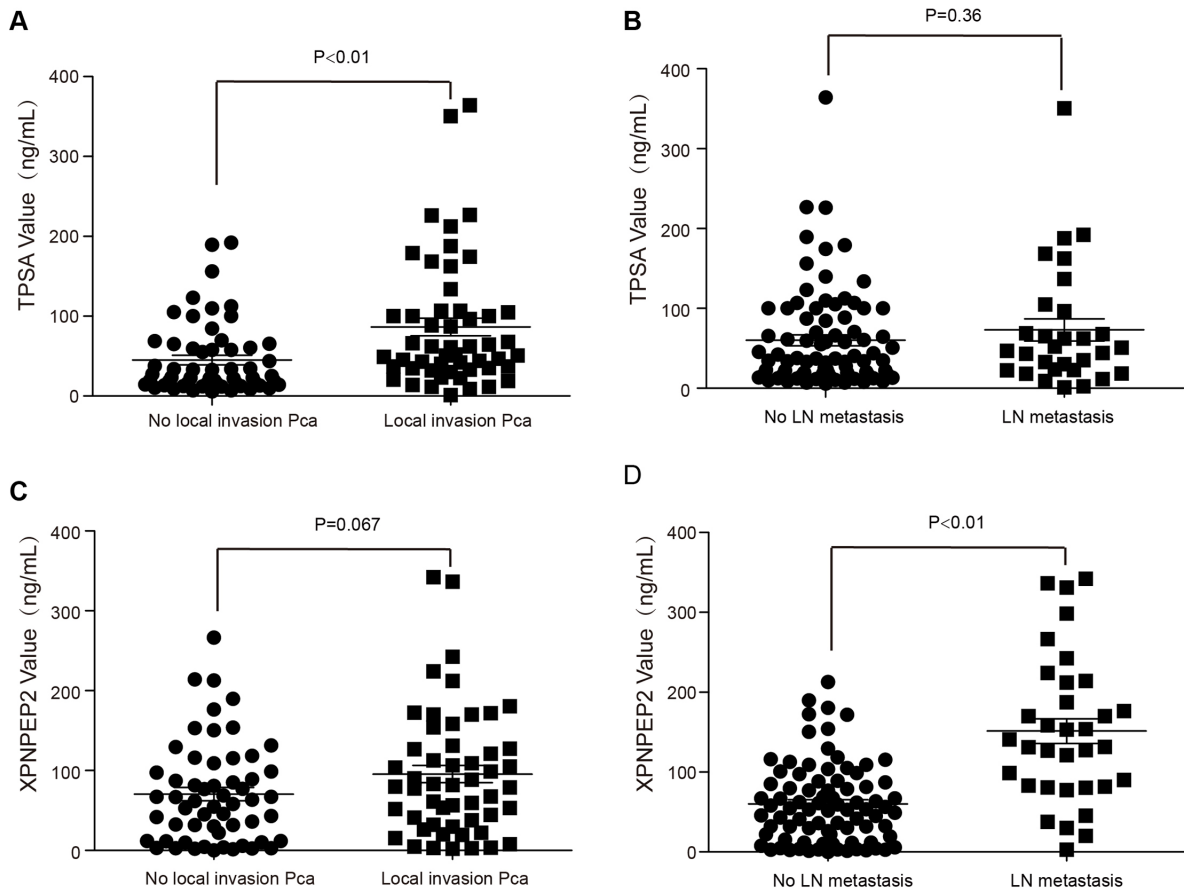 A
P<0.01
TPSA Value（ng/mL）
400
300
200
100
0
No local invasion Pca
Local invasion Pca
B
P=0.36
TPSA Value（ng/mL）
400
300
200
100
0
No LN metastasis
LN metastasis
C
P=0.067
XPNPEP2 Value（ng/mL）
400
300
200
100
0
No local invasion Pca
Local invasion Pca
D
P<0.01
XPNPEP2 Value（ng/mL）
400
300
200
100
0
No LN metastasis
LN metastasis